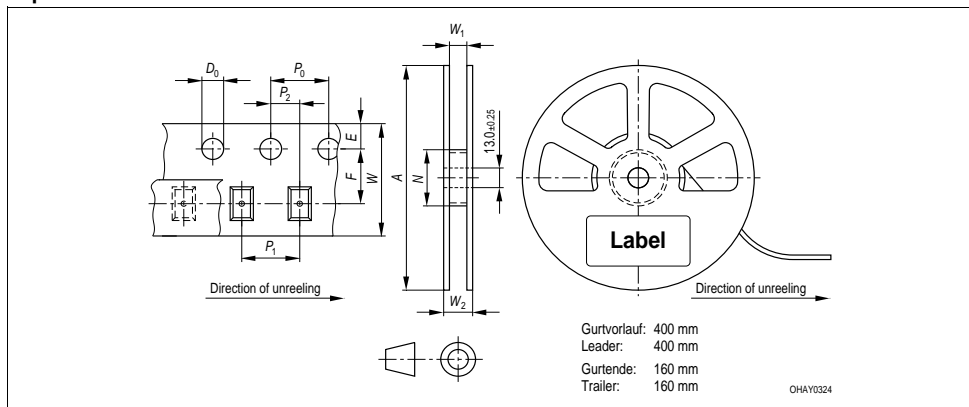 W1
D0
P0
P2
E
F
W
A
N
13.0±0.25
Label
P1
W2
Direction of unreeling
Direction of unreeling
Gurtvorlauf: 400 mm
Leader: 400 mm
Gurtende: 160 mm
Trailer: 160 mm
OHAY0324